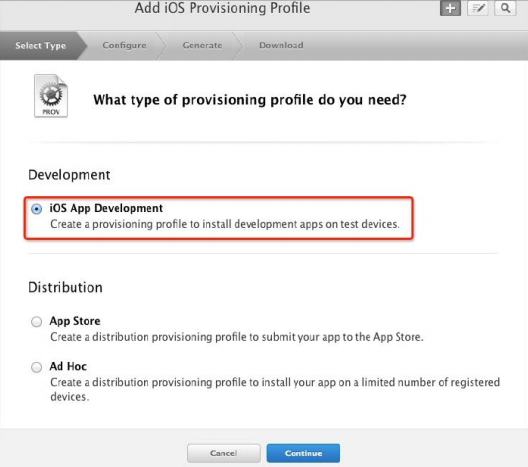 Add iOS Provisioning Profile
Select Type
Configure
Generate
Download
PROV
What type of provisioning profile do you need?
Development
iOS App Development
Create a provisioning profile to install development apps on test devices.
Distribution
App Store
Create a distribution provisioning profile to submit your app to the App Store.
Ad Hoc
Create a distribution provisioning profile to install your app on a limited number of registered
devices.
Cancel
Continue